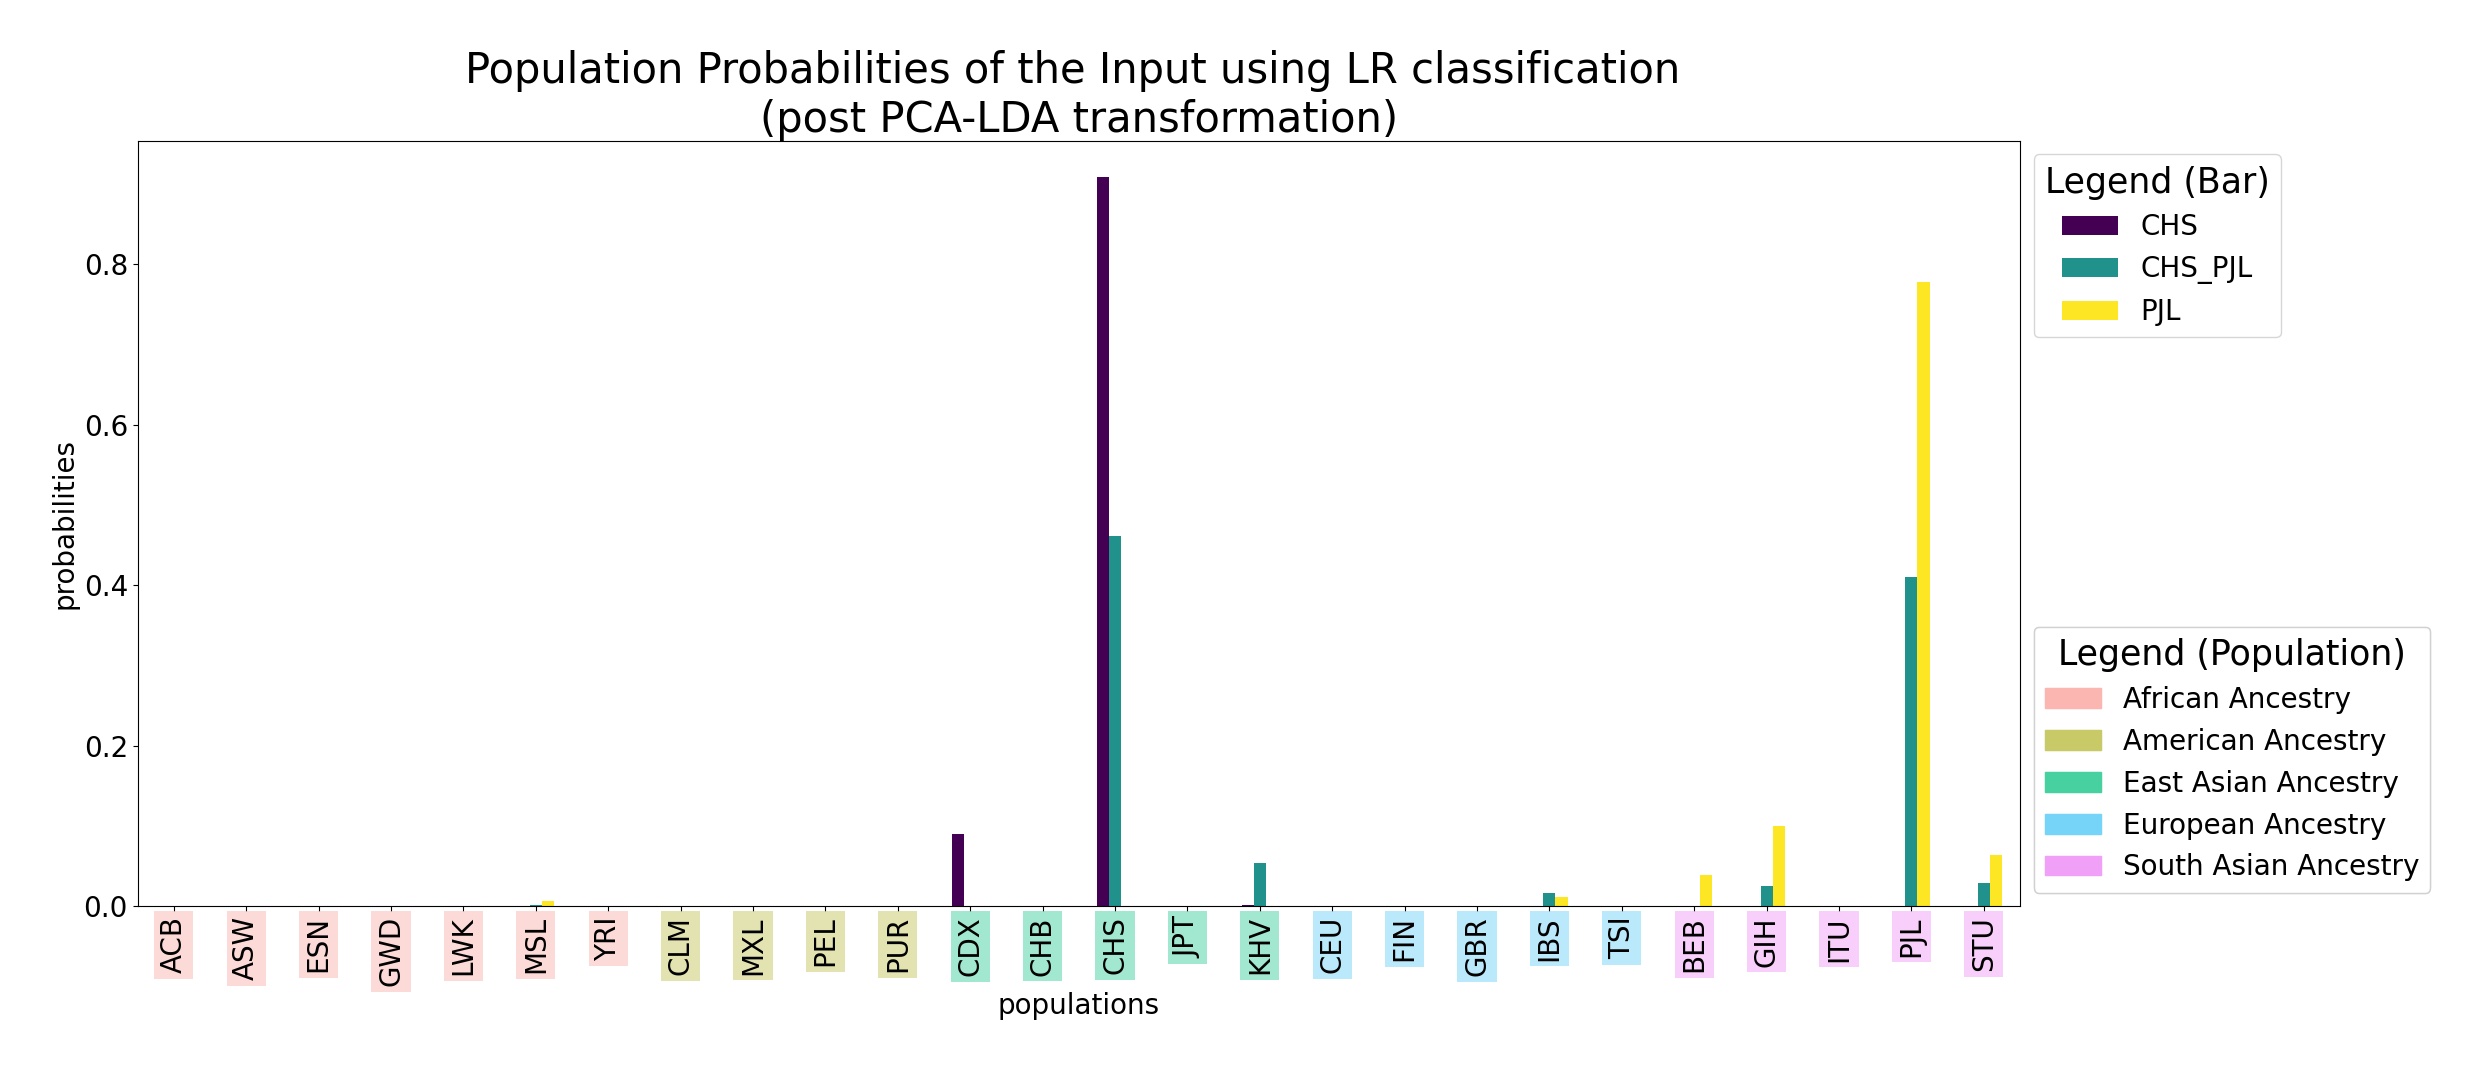 Population Probabilities of the Input using LR classification
(post PCA-LDA transformation)
probabilities
0.8
0.6
0.4
0.2
0.0
ACB
ASW
ESN
GWD
LWK
MSL
YRI
CLM
MXL
PEL
PUR
CDX
CHB
CHS
JPT
KHV
CEU
FIN
GBR
IBS
TSI
BEB
GIH
ITU
PJL
STU
populations
Legend (Bar)
CHS
CHS_PJL
PJL
Legend (Population)
African Ancestry
American Ancestry
East Asian Ancestry
European Ancestry
South Asian Ancestry